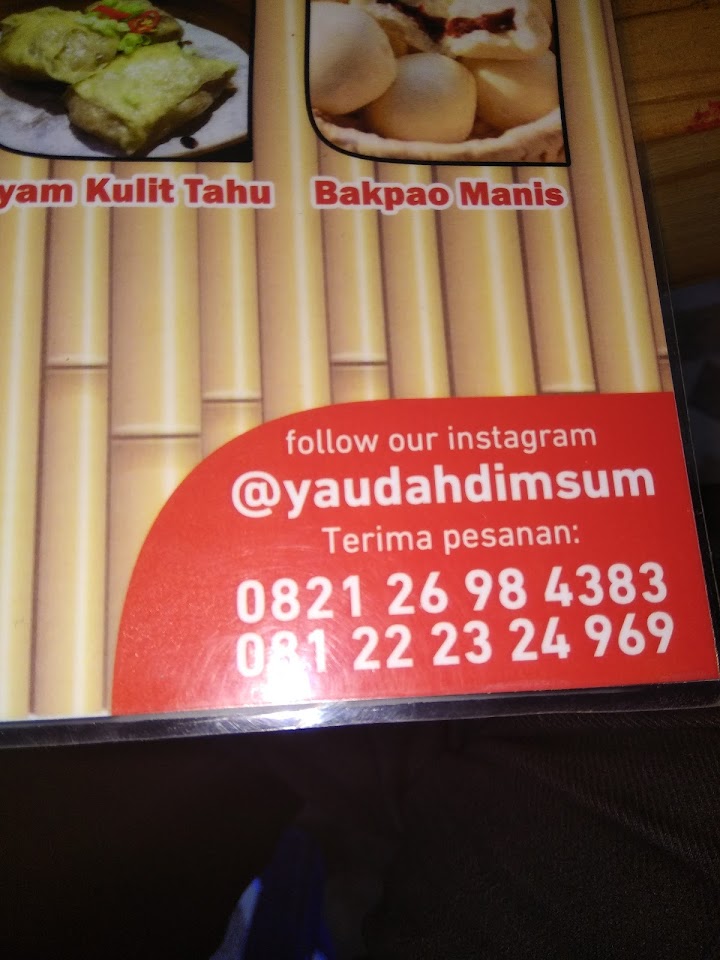 yam Kulit Tahu
Bakpao Manis
follow our instagram
@yaudahdimsum
Terima pesanan:
0821 26 98 4383
081 22 23 24 969